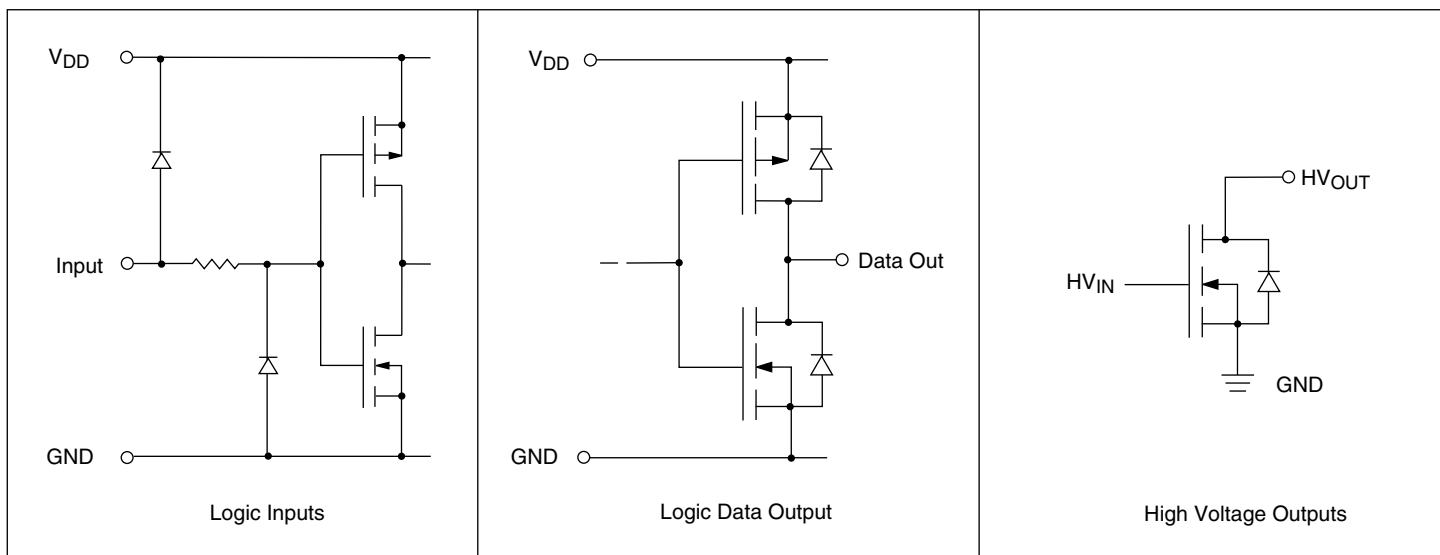 VDD
Input
GND
Logic Inputs
VDD
Data Out
GND
Logic Data Output
HVOUT
HVIN
GND
High Voltage Outputs